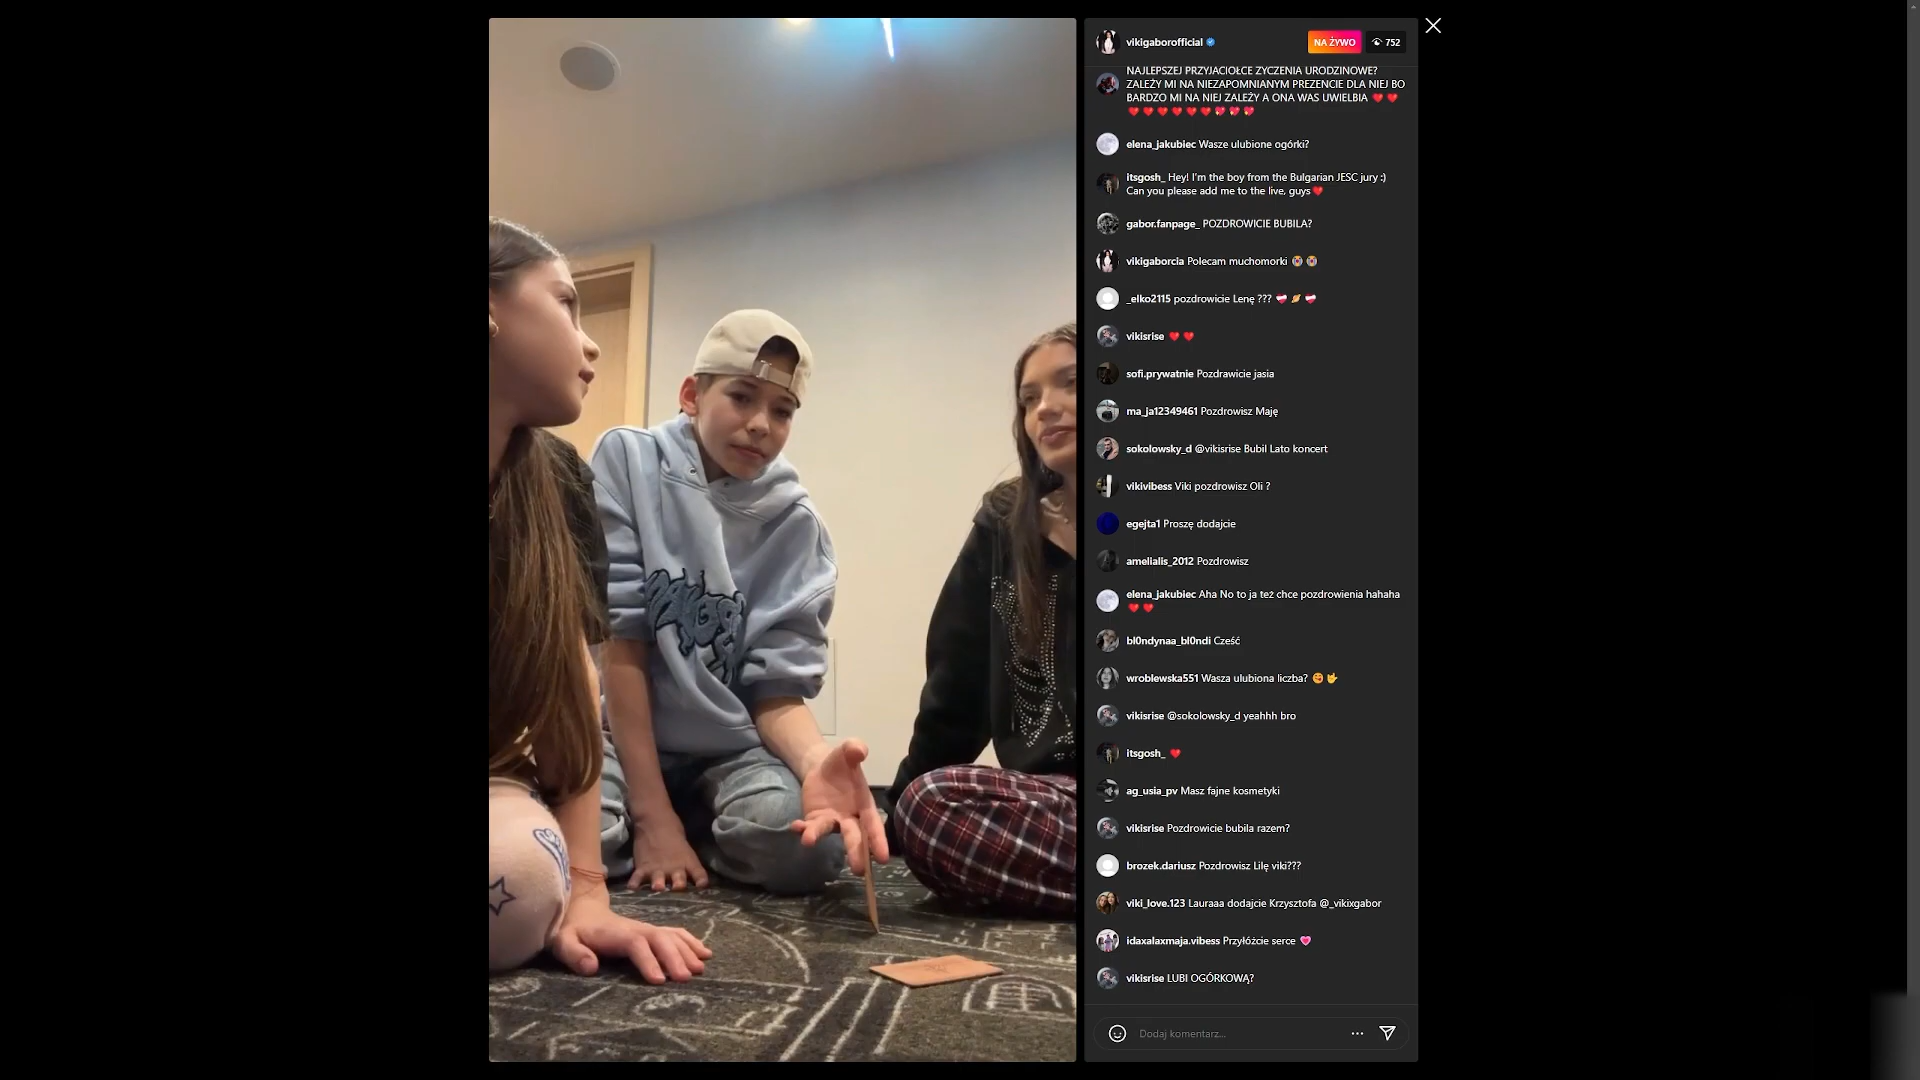 vikigaborofficial
NA ŻYWO
752
NAJLEPSZEJ PRZYJACIÓŁCE ŻYCZENIA URODZINOWE?
ZALEŻY MI NA NIEZAPOMNIANYM PREZENCIE DLA NIEJ BO
BARDZO MI NA NIEJ ZALEŻY A ONA WAS UWIELBIA ❤️ ❤️
❤️ ❤️ ❤️ ❤️ ❤️ ❤️ 💖 💖 💖
elena_jakubiec Wasze ulubione ogórki?
itsgosh_ Hey! I'm the boy from the Bulgarian JESC jury :)
Can you please add me to the live, guys❤️
gabor.fanpage_ POZDROWICIE BUBILA?
vikigaborcia Polecam muchomorki 😭 😭
_elko2115 pozdrowicie Lenę ??? ❤️‍🩹 🪐 ❤️‍🩹
vikisrise ❤️ ❤️
sofi.prywatnie Pozdrawicie jasia
ma_ja12349461 Pozdrowisz Maję
sokolowsky_d @vikisrise Bubil Lato koncert
vikivibess Viki pozdrowisz Oli ?
egejta1 Proszę dodajcie
amelialis_2012 Pozdrowisz
elena_jakubiec Aha No to ja też chce pozdrowienia hahaha
❤️ ❤️
bl0ndynaa_bl0ndi Cześć
wroblewska551 Wasza ulubiona liczba? 😘 🤟
vikisrise @sokolowsky_d yeahhh bro
itsgosh_ ❤️
ag_usia_pv Masz fajne kosmetyki
vikisrise Pozdrowicie bubila razem?
brozek.dariusz Pozdrowisz Lilę viki???
viki_love.123 Lauraaa dodajcie Krzysztofa @_vikixgabor
idaxalaxmaja.vibess Przyłóżcie serce 💗
vikisrise LUBI OGÓRKOWĄ?
Dodaj komentarz...